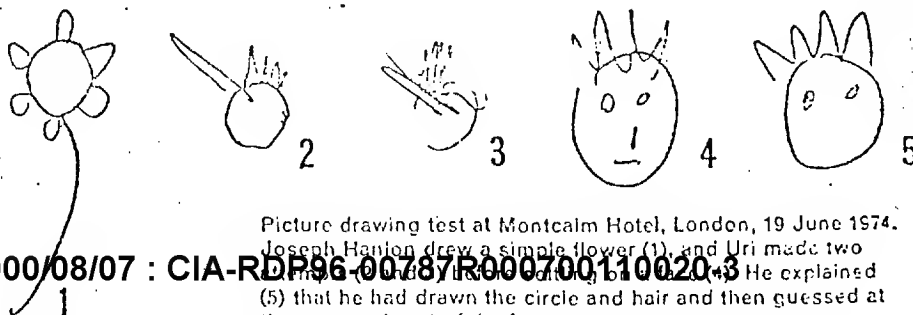 2
3
4
5
1
Picture drawing test at Montcalm Hotel, London, 19 June 1974.
Joseph Hanlon drew a simple flower (1), and Uri made two
000/08/07 : CIA-RDP96-00787R000700110020-3
He explained
(5) that he had drawn the circle and hair and then guessed at